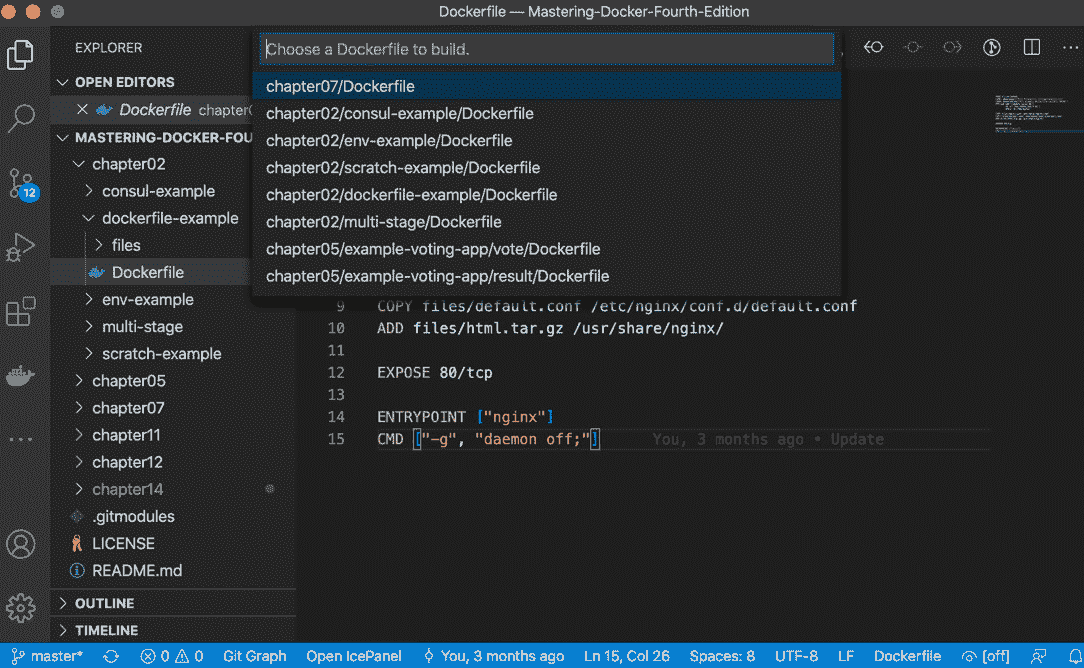 Dockerfile — Mastering-Docker-Fourth-Edition
EXPLORER
OPEN EDITORS
Dockerfile chapter
MASTERING-DOCKER-FOU
chapter02
consul-example
dockerfile-example
files
Dockerfile
env-example
multi-stage
scratch-example
chapter05
chapter07
chapter11
chapter12
chapter14
.gitmodules
LICENSE
README.md
OUTLINE
TIMELINE
12
Choose a Dockerfile to build.
chapter07/Dockerfile
chapter02/consul-example/Dockerfile
chapter02/env-example/Dockerfile
chapter02/scratch-example/Dockerfile
chapter02/dockerfile-example/Dockerfile
chapter02/multi-stage/Dockerfile
chapter05/example-voting-app/vote/Dockerfile
chapter05/example-voting-app/result/Dockerfile
9 COPY files/default.conf /etc/nginx/conf.d/default.conf
10 ADD files/html.tar.gz /usr/share/nginx/
11
12 EXPOSE 80/tcp
13
14 ENTRYPOINT ["nginx"]
15 CMD ["-g", "daemon off;"] You, 3 months ago • Update
master* 0 0 Git Graph Open IcePanel You, 3 months ago Ln 15, Col 26 Spaces: 8 UTF-8 LF Dockerfile [off]